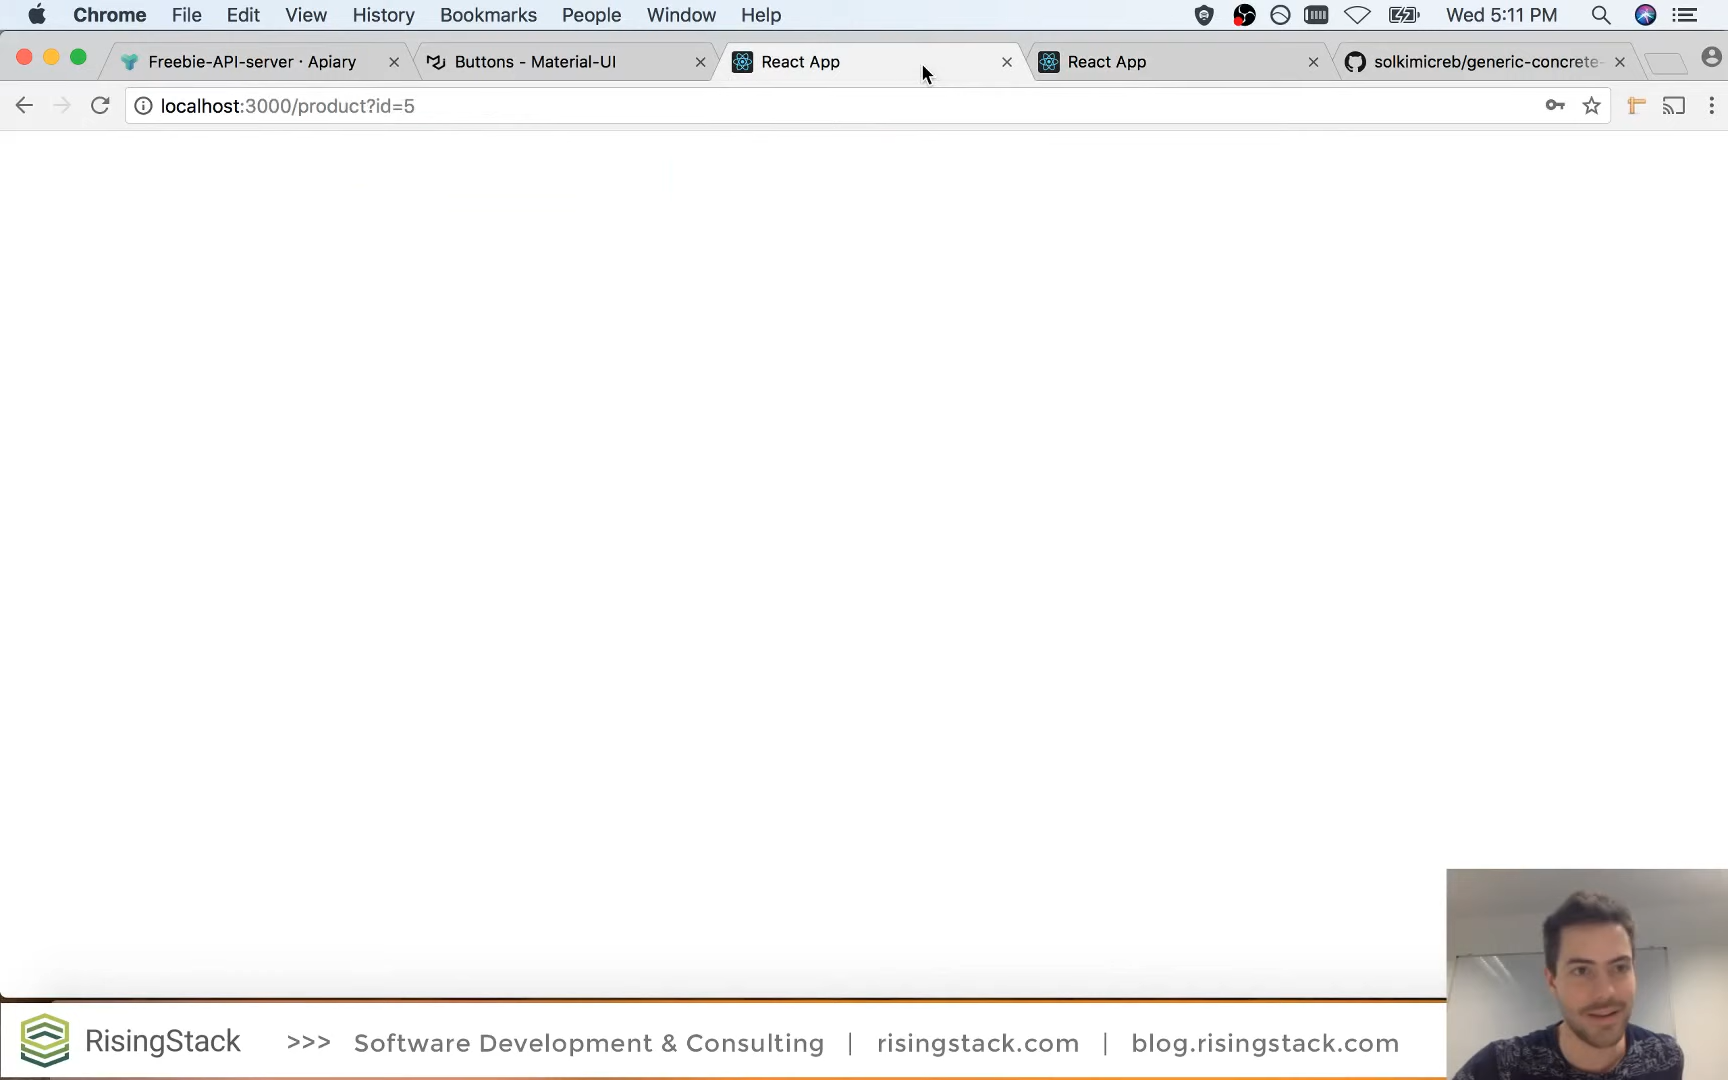 Chrome File Edit View History Bookmarks People Window Help Wed 5:11 PM
Freebie-API-server · Apiary Buttons - Material-UI React App React App solkimicreb/generic-concrete-
localhost:3000/product?id=5
RisingStack >>> Software Development & Consulting | risingstack.com | blog.risingstack.com